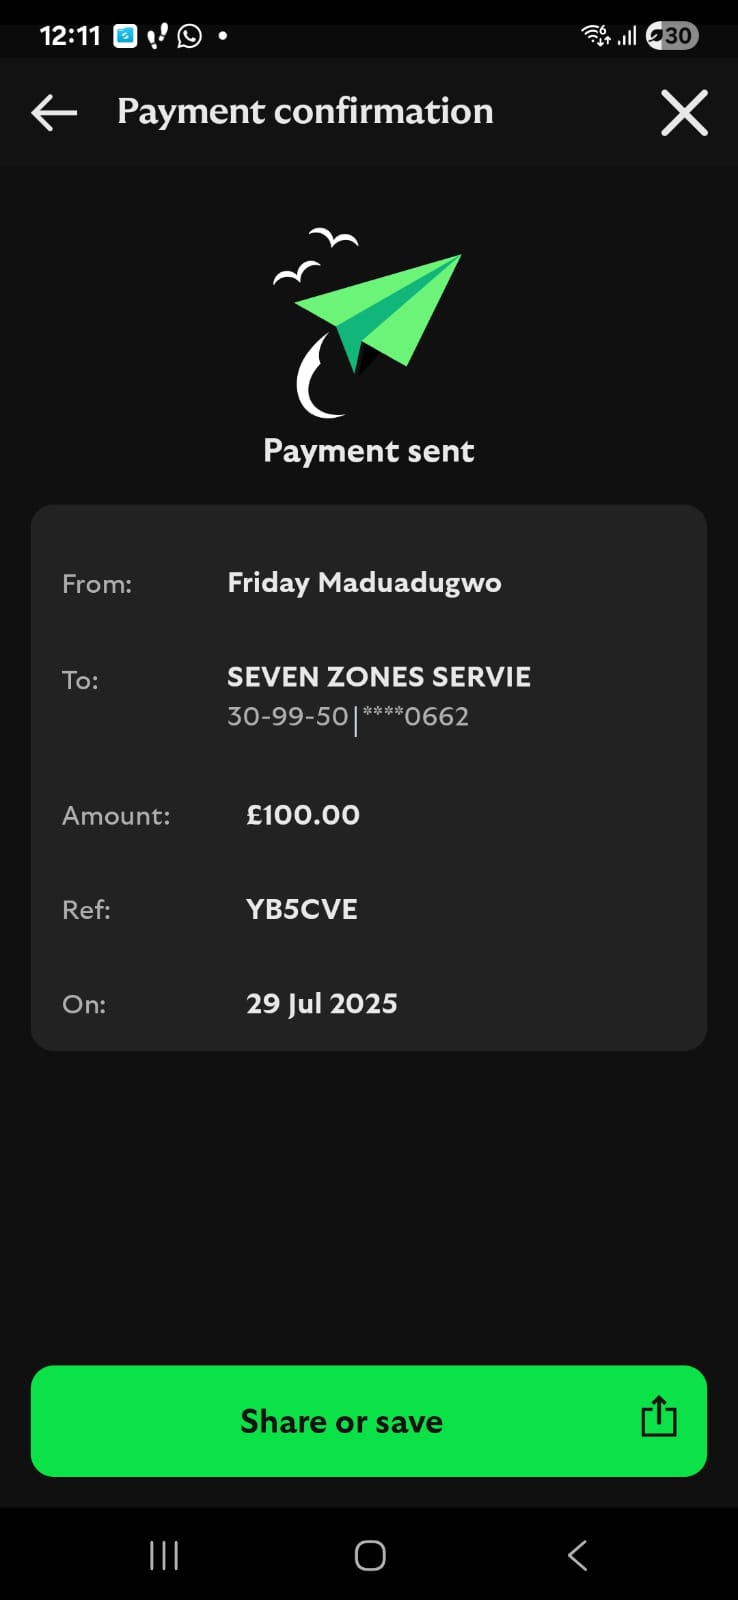 12:11
30
Payment confirmation
Payment sent
From: Friday Maduadugwo
To: SEVEN ZONES SERVIE
30-99-50|****0662
Amount: £100.00
Ref: YB5CVE
On: 29 Jul 2025
Share or save